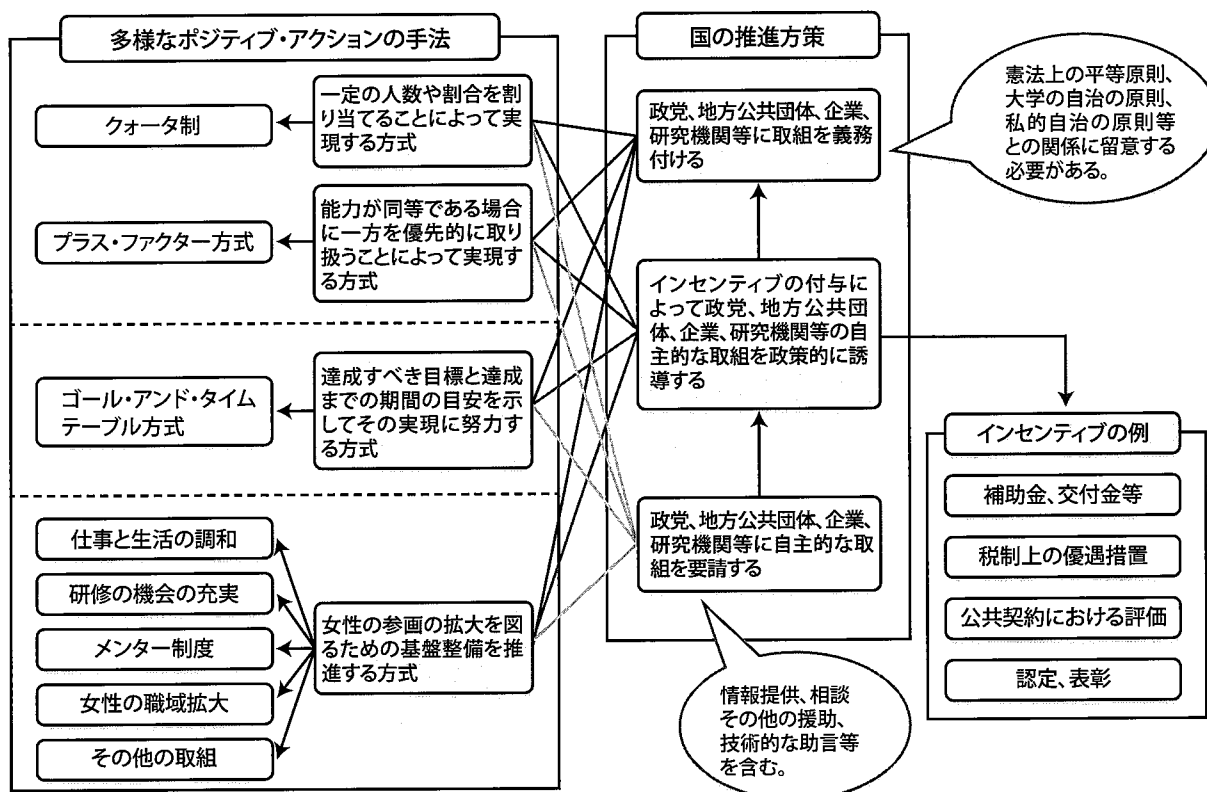 多様なポジティブ・アクションの手法
クォータ制
一定の人数や割合を割
り当てることによって実
現する方式
プラス・ファクター方式
能力が同等である場合
に一方を優先的に取り
扱うことによって実現す
る方式
ゴール・アンド・タイム
テーブル方式
達成すべき目標と達成
までの期間の目安を示
してその実現に努力す
る方式
仕事と生活の調和
研修の機会の充実
メンター制度
女性の職域拡大
その他の取組
女性の参画の拡大を図
るための基盤整備を推
進する方式
国の推進方策
政党、地方公共団体、企業、
研究機関等に取組を義務
付ける
インセンティブの付与に
よって政党、地方公共団
体、企業、研究機関等の自
主的な取組を政策的に誘
導する
政党、地方公共団体、企業、
研究機関等に自主的な取
組を要請する
憲法上の平等原則、
大学の自治の原則、
私的自治の原則等
との関係に留意する
必要がある。
情報提供、相談
その他の援助、
技術的な助言等
を含む。
インセンティブの例
補助金、交付金等
税制上の優遇措置
公共契約における評価
認定、表彰